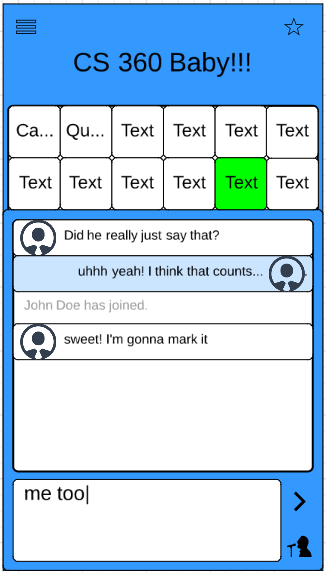 CS 360 Baby!!!
Ca... Qu... Text Text Text Text
Text Text Text Text Text Text
Did he really just say that?
uhhh yeah! I think that counts...
John Doe has joined.
sweet! I'm gonna mark it
me too